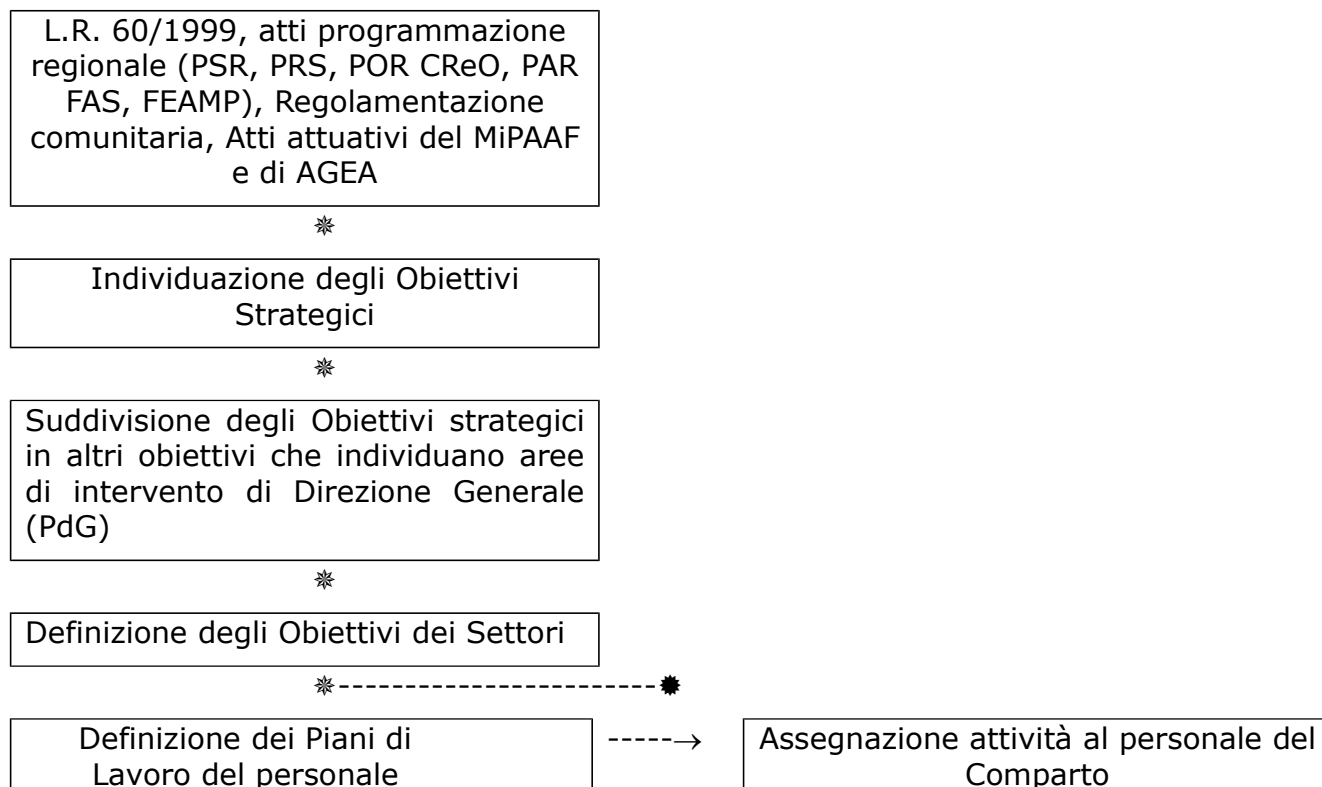 L.R. 60/1999, atti programmazione
regionale (PSR, PRS, POR CReO, PAR
FAS, FEAMP), Regolamentazione
comunitaria, Atti attuativi del MiPAAF
e di AGEA
✵
Individuazione degli Obiettivi
Strategici
✵
Suddivisione degli Obiettivi strategici
in altri obiettivi che individuano aree
di intervento di Direzione Generale
(PdG)
✵
Definizione degli Obiettivi dei Settori
✵------------------------✹
Definizione dei Piani di
Lavoro del personale
-----→
Assegnazione attività al personale del
Comparto